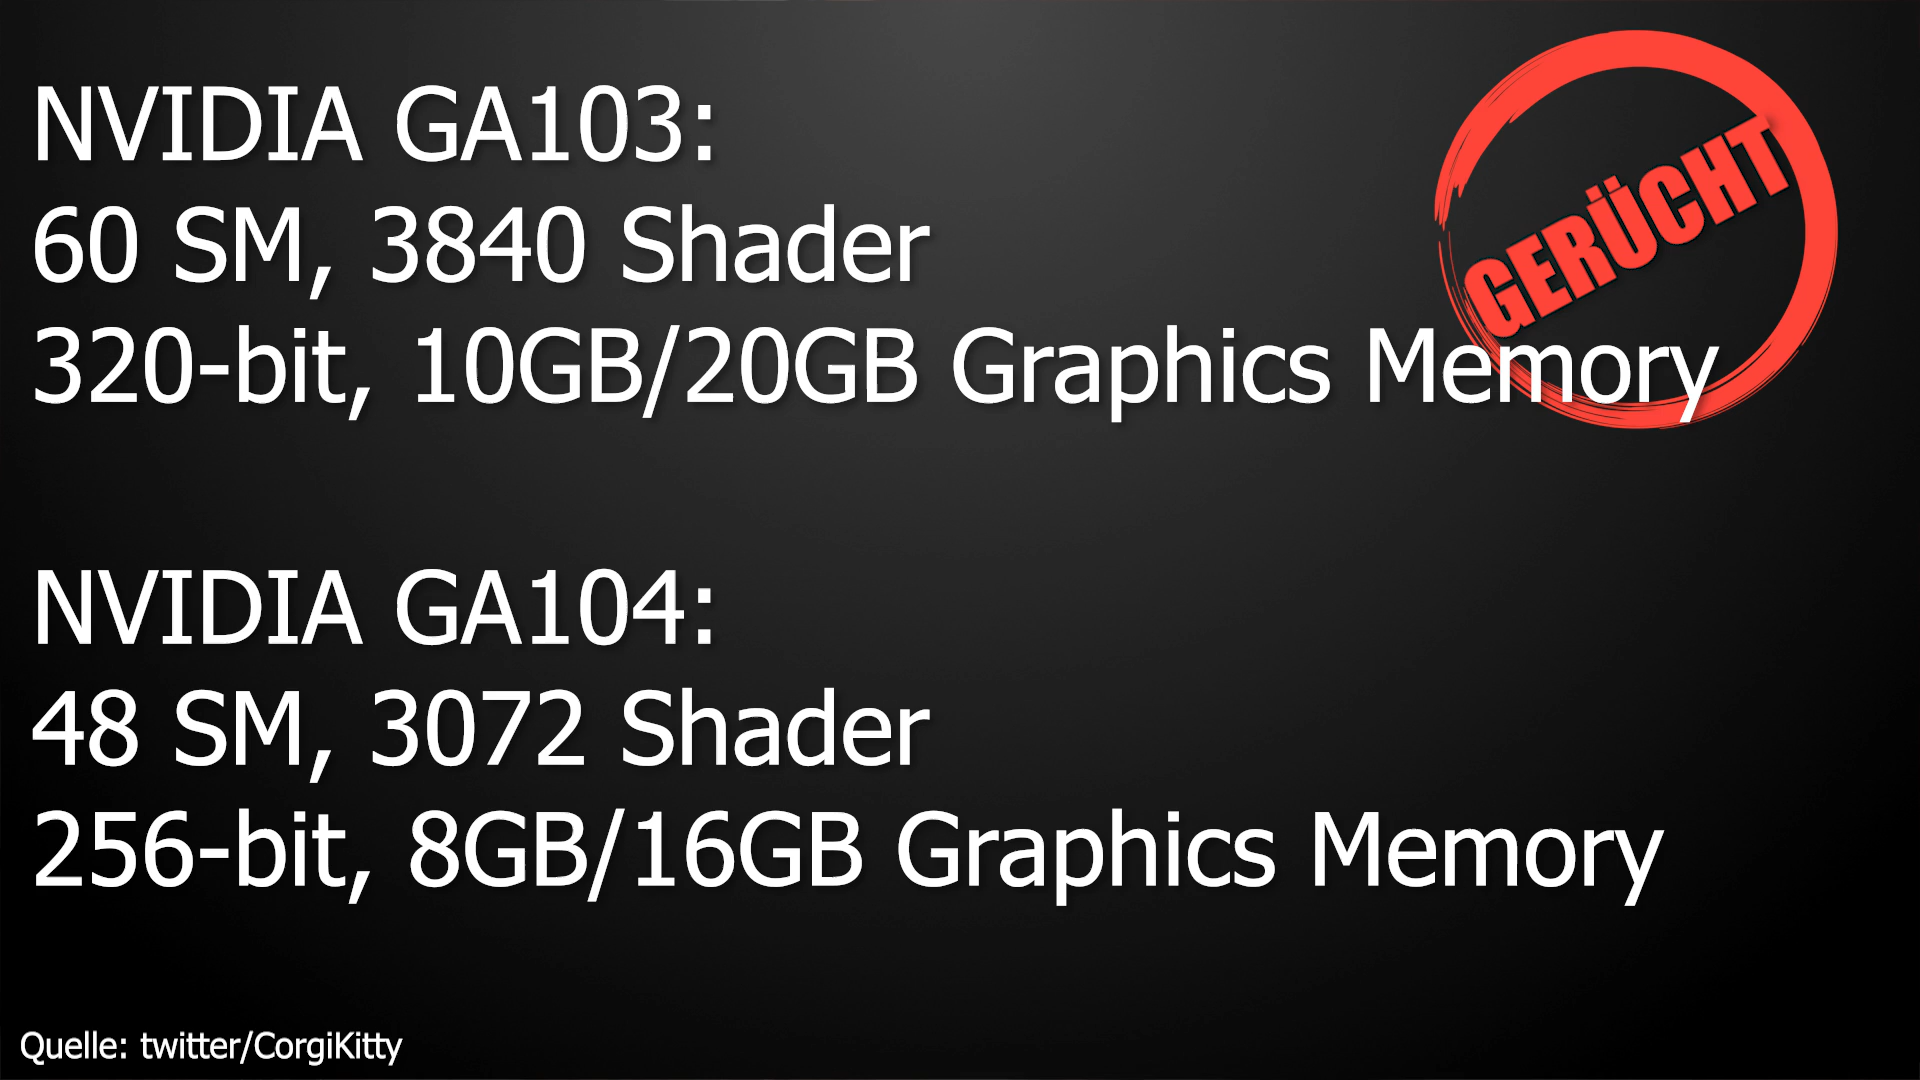 NVIDIA GA103:
60 SM, 3840 Shader
320-bit, 10GB/20GB Graphics Memory
GERÜCHT
NVIDIA GA104:
48 SM, 3072 Shader
256-bit, 8GB/16GB Graphics Memory
Quelle: twitter/CorgiKitty